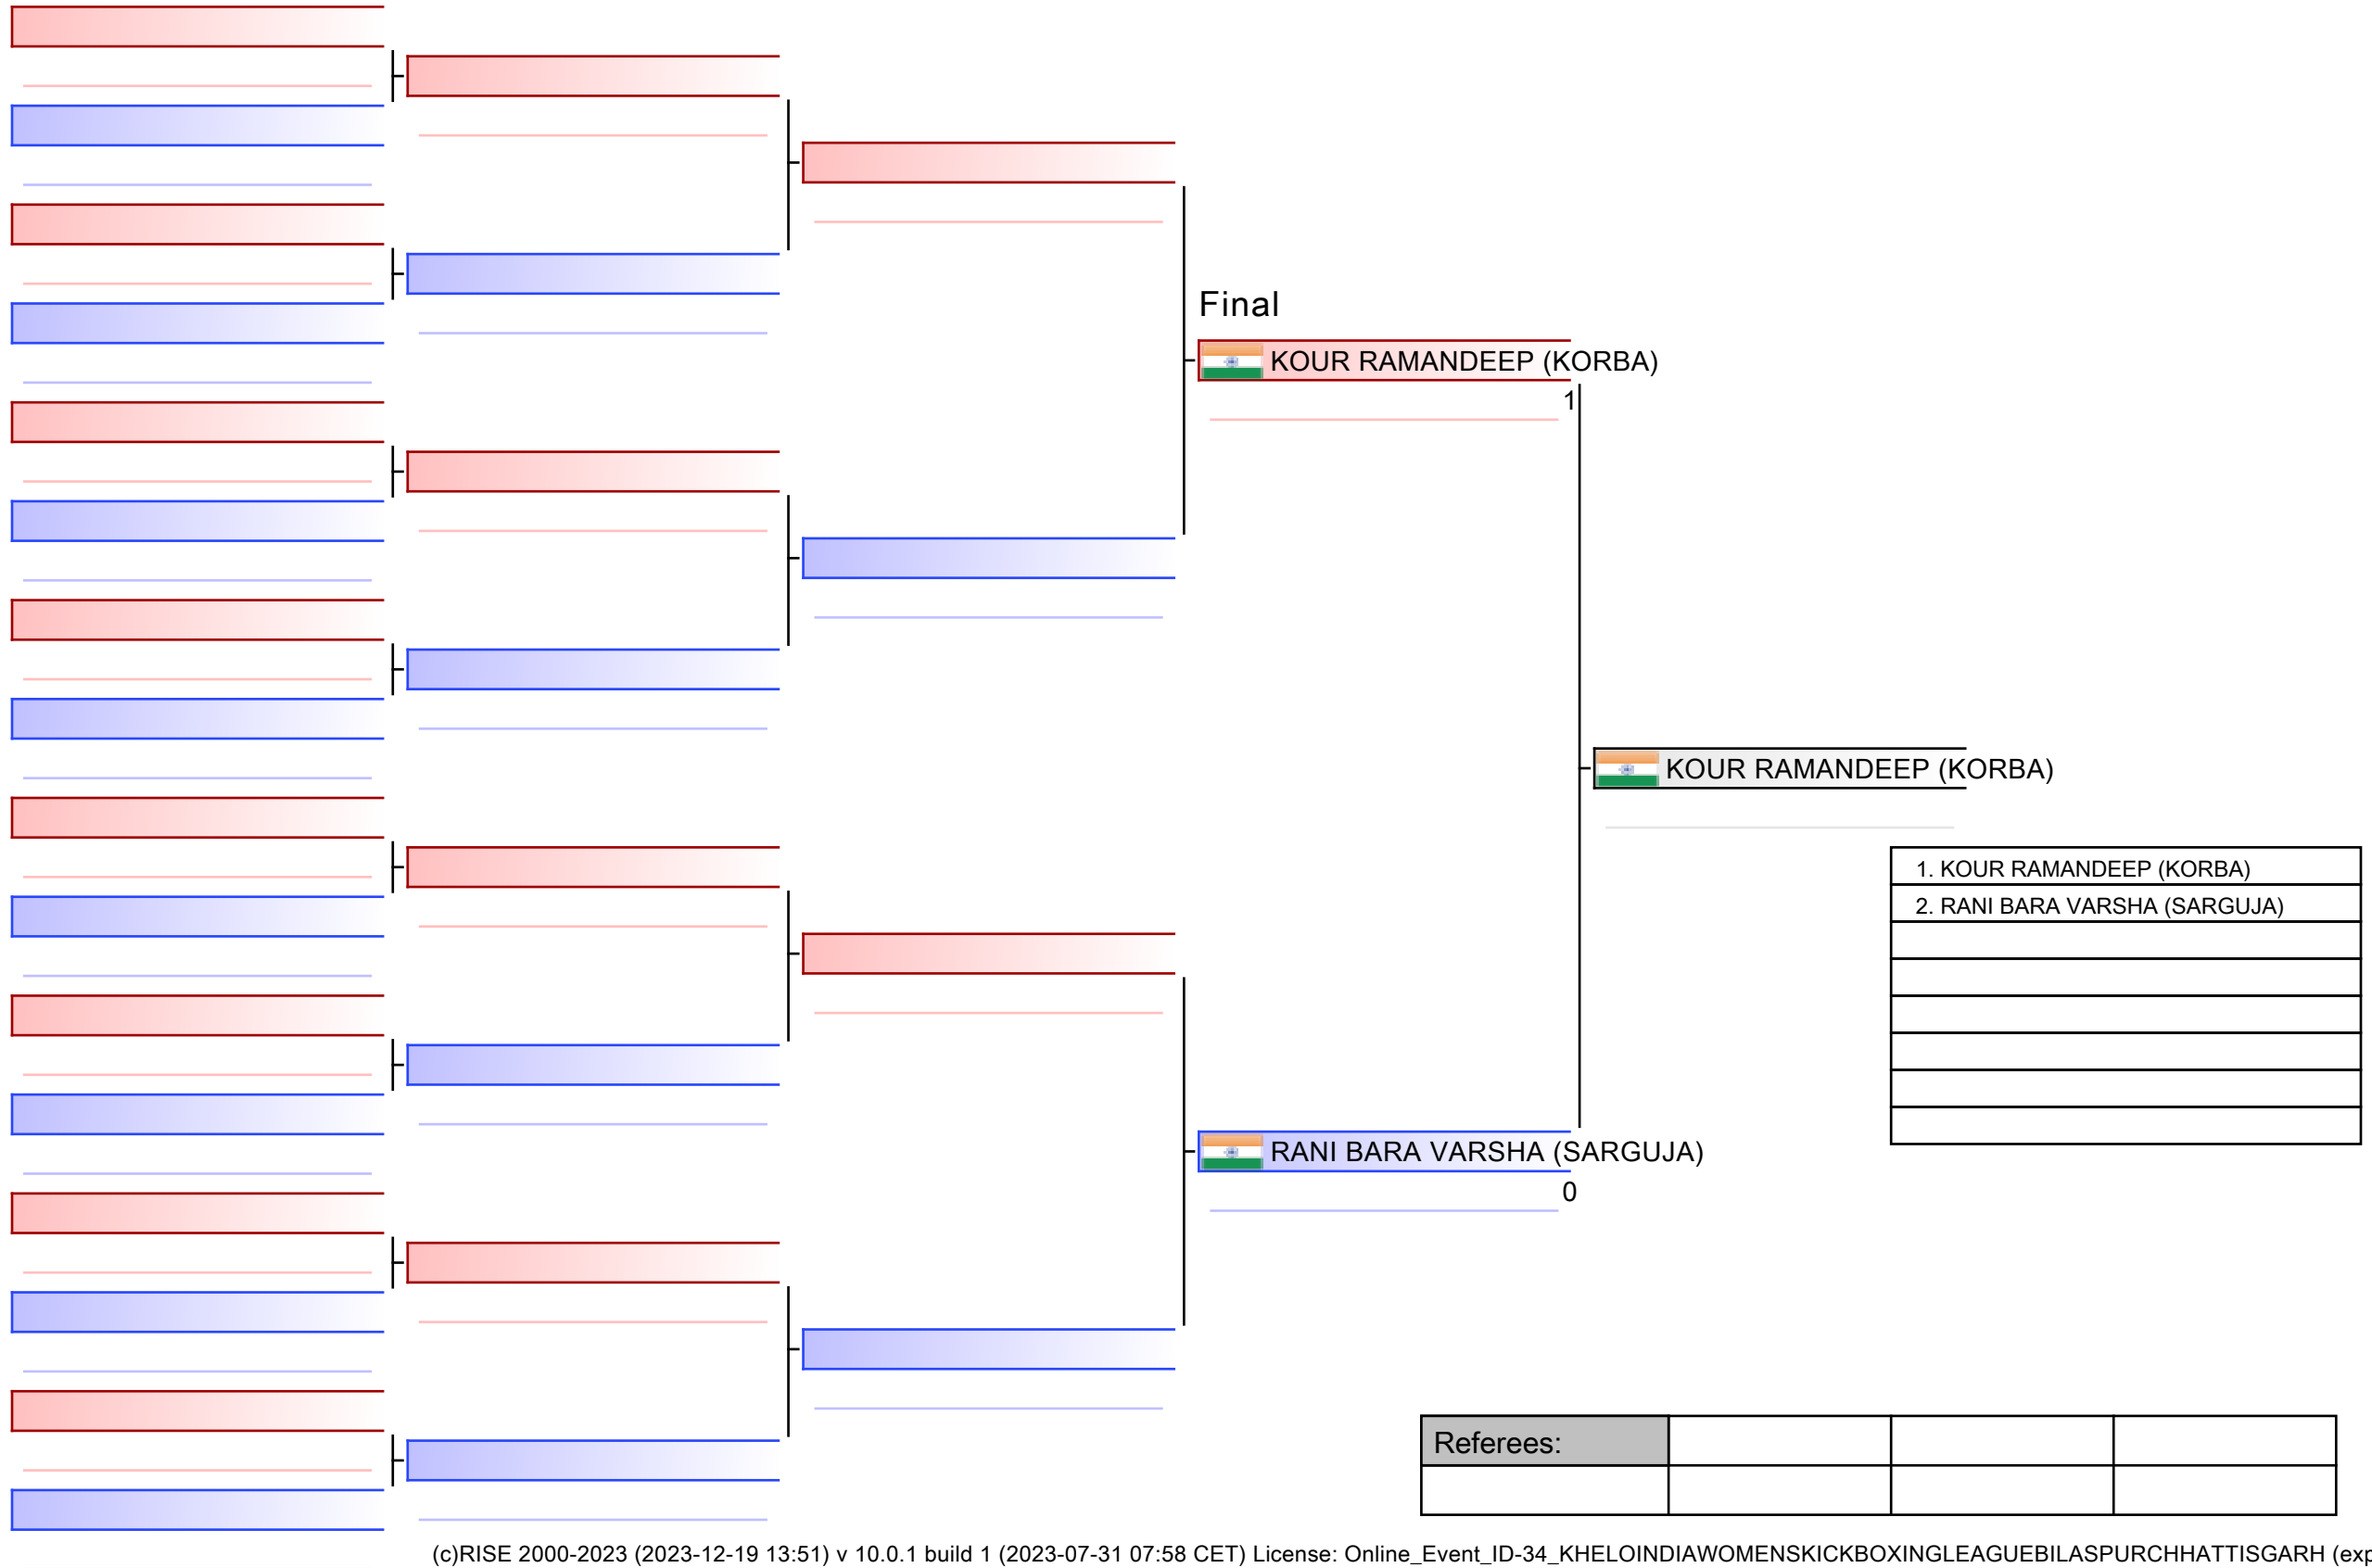 Final
KOUR RAMANDEEP (KORBA)
1
KOUR RAMANDEEP (KORBA)
1. KOUR RAMANDEEP (KORBA)
2. RANI BARA VARSHA (SARGUJA)
RANI BARA VARSHA (SARGUJA)
0
Referees:
(c)RISE 2000-2023 (2023-12-19 13:51) v 10.0.1 build 1 (2023-07-31 07:58 CET) License: Online_Event_ID-34_KHELOINDIAWOMENSKICKBOXINGLEAGUEBILASPURCHHATTISGARH (exp